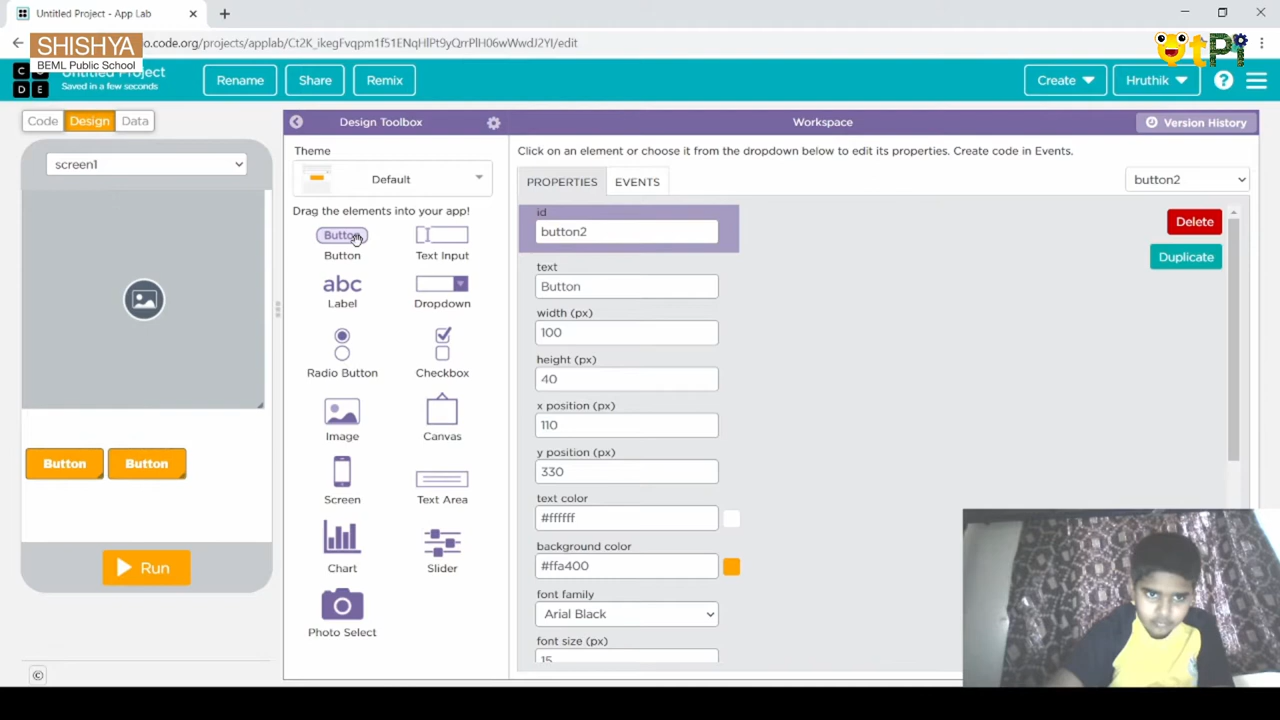 Untitled Project - App Lab
SHISHYA
BEML Public School
o.code.org/projects/applab/Ct2K_ikegFvqpm1f51ENqHlPt9yQrrPlH06wWwdJ2YI/edit
OtPi
CODE
Untitled Project
Saved in a few seconds
Rename
Share
Remix
Create
Hruthik
?
Code
Design
Data
Design Toolbox
Workspace
Version History
screen1
Theme
Default
Drag the elements into your app!
Button
Button
Text Input
abc
Label
Dropdown
Radio Button
Checkbox
Image
Canvas
Screen
Text Area
Chart
Slider
Photo Select
Button
Button
Run
©
Click on an element or choose it from the dropdown below to edit its properties. Create code in Events.
PROPERTIES
EVENTS
button2
Delete
Duplicate
id
button2
text
Button
width (px)
100
height (px)
40
x position (px)
110
y position (px)
330
text color
#ffffff
background color
#ffa400
font family
Arial Black
font size (px)
15